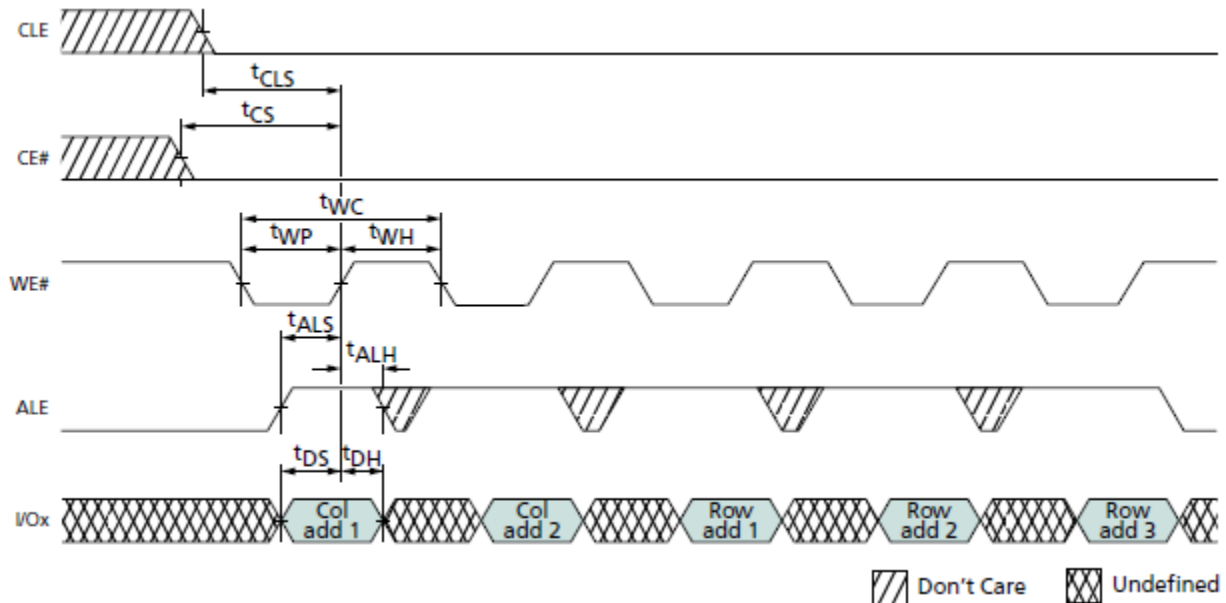 CLE
tCLS
tCS
CE#
tWC
tWP tWH
WE#
tALS
tALH
ALE
tDS tDH
I/Ox
Col add 1
Col add 2
Row add 1
Row add 2
Row add 3
Don't Care
Undefined